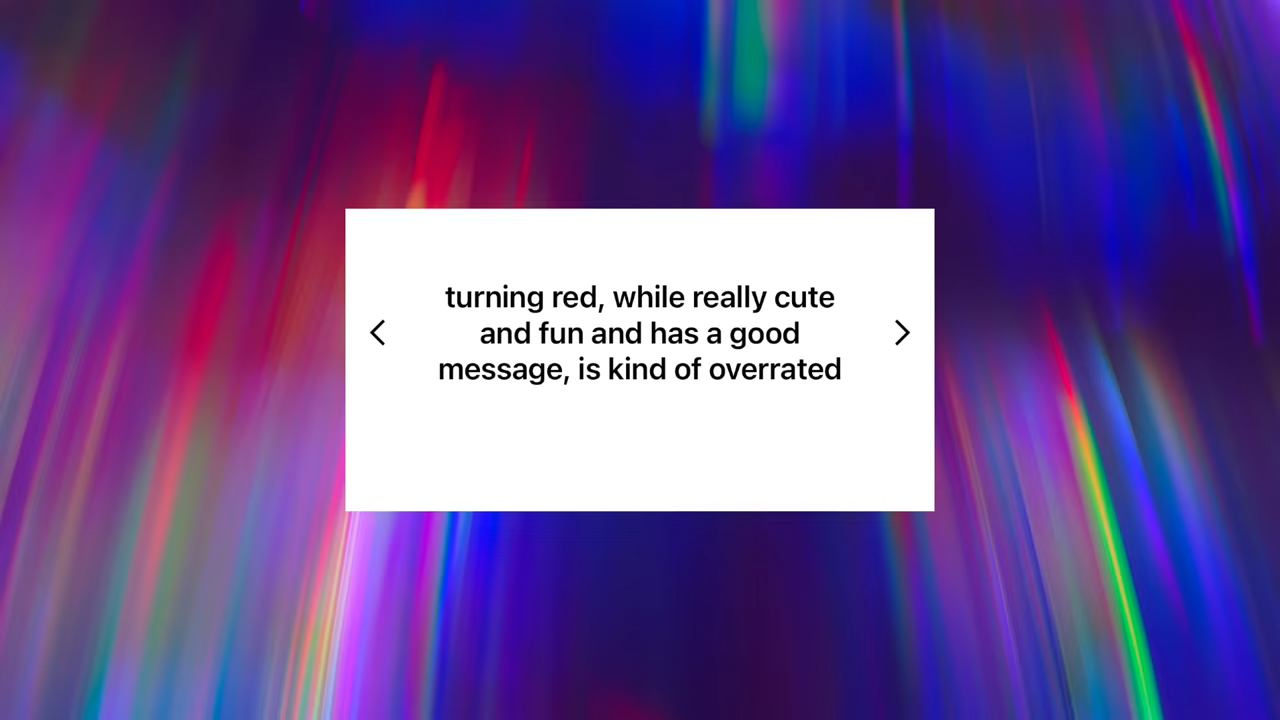 turning red, while really cute
and fun and has a good
message, is kind of overrated